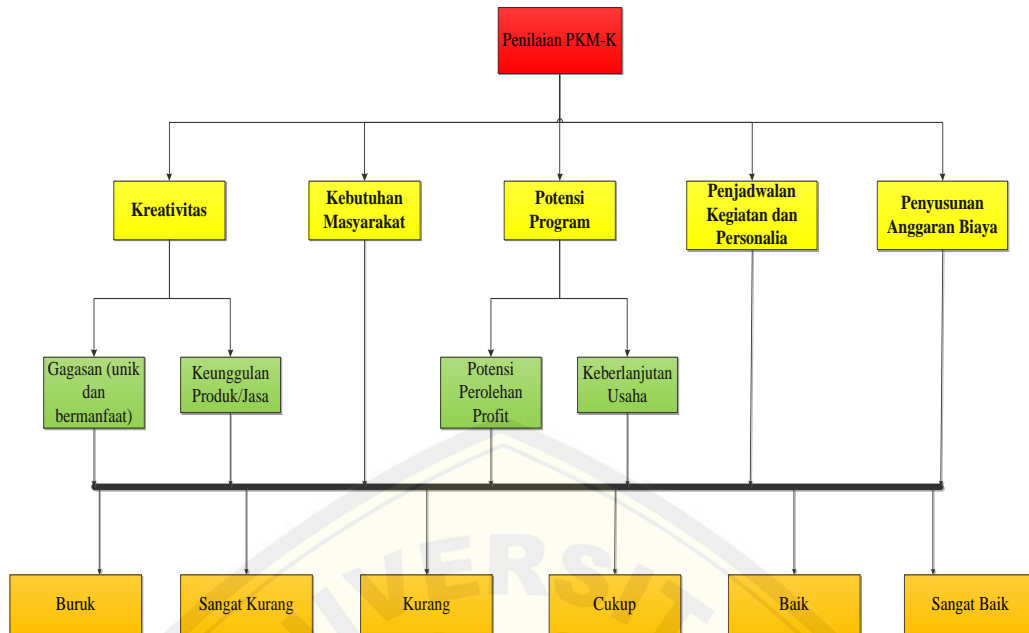 Penilaian PKM-K
Kreativitas
Kebutuhan
Masyarakat
Potensi
Program
Penjadwalan
Kegiatan dan
Personalia
Penyusunan
Anggaran Biaya
Gagasan (unik
dan
bermanfaat)
Keunggulan
Produk/Jasa
Potensi
Perolehan
Profit
Keberlanjutan
Usaha
IVERSIT
Buruk
Sangat Kurang
Kurang
Cukup
Baik
Sangat Baik